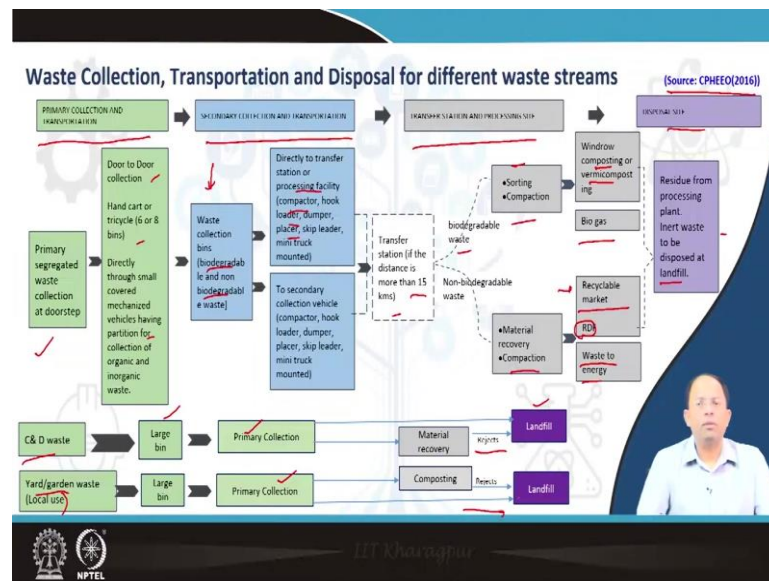 Waste Collection, Transportation and Disposal for different waste streams
(Source: CPHEEO(2016))
PRIMARY COLLECTION AND
TRANSPORTATION
SECONDARY COLLECTION AND TRANSPORTATION
TRANSFER STATION AND PROCESSING SITE
DISPOSAL SITE
Primary
segregated
waste
collection
at doorstep
Door to Door
collection
Hand cart or
tricycle (6 or 8
bins)
Directly
through small
covered
mechanized
vehicles having
partition for
collection of
organic and
inorganic
waste.
Waste
collection
bins
(biodegradabl
e and non
biodegradabl
e waste]
Directly to transfer
station or
processing facility
(compactor, hook
loader, dumper,
placer, skip leader,
mini truck
mounted)
To secondary
collection vehicle
(compactor, hook
loader, dumper,
placer, skip leader,
mini truck
mounted)
Transfer
station (if the
distance is
more than 15
kms)
biodegradable
waste
Non-biodegradable
waste
•Sorting
•Compaction
•Material
recovery
•Compaction
Windrow
composting or
vermicompost
ing
Bio gas
Recyclable
market
RDF
Waste to
energy
Residue from
processing
plant.
Inert waste
to be
disposed at
landfill.
C& D waste
Large
bin
Primary Collection
Material
recovery
Rejects
Landfill
Yard/garden waste
(Local use)
Large
bin
Primary Collection
Composting
Rejects
Landfill
IIT Kharagpur
NPTEL